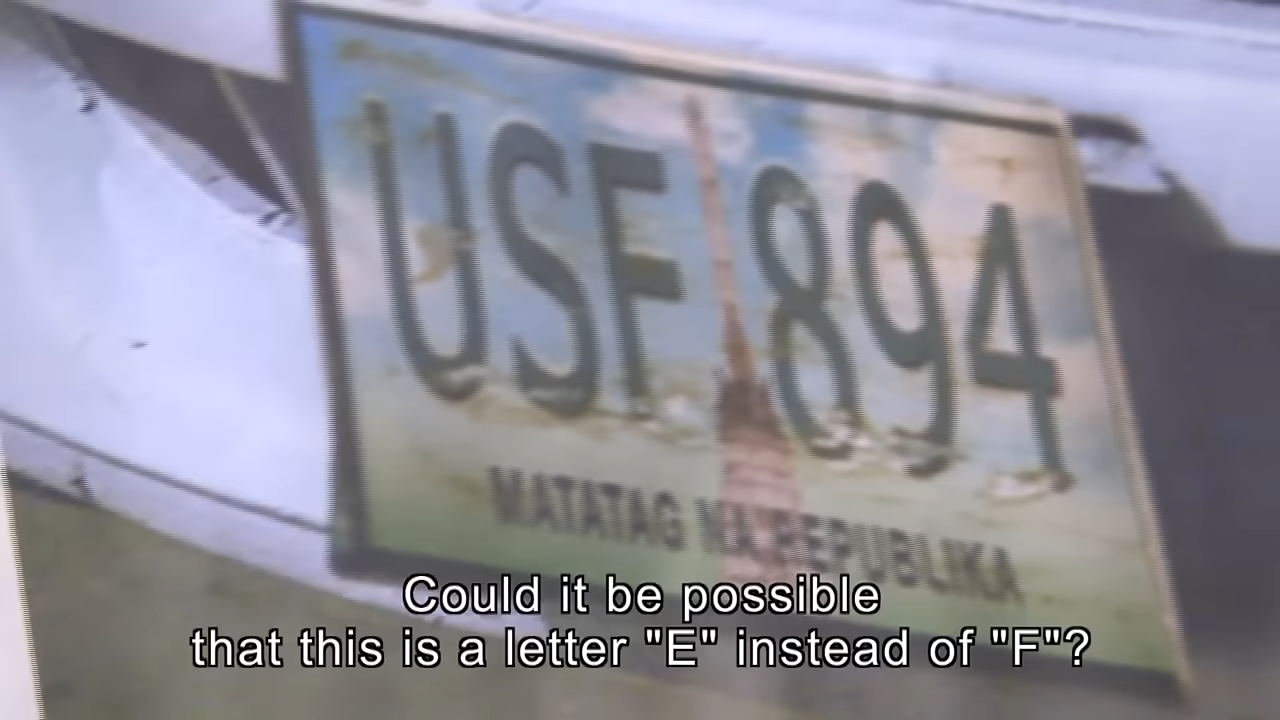 USF 894
MATATAG NA REPUBLIKA
Could it be possible
that this is a letter "E" instead of "F"?